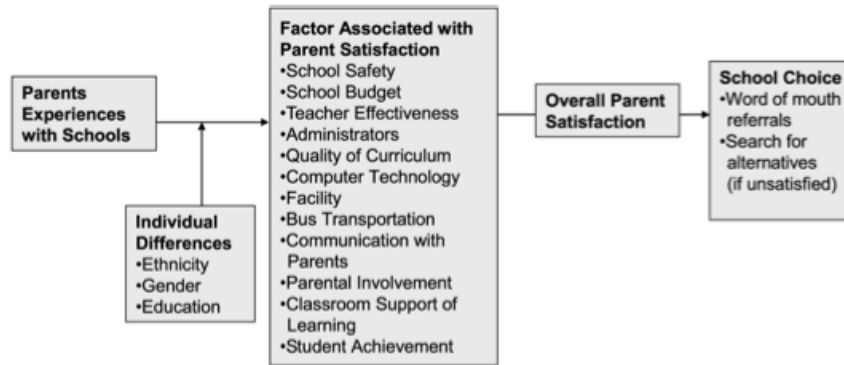 Parents
Experiences
with Schools
Individual
Differences
•Ethnicity
•Gender
•Education
Factor Associated with
Parent Satisfaction
•School Safety
•School Budget
•Teacher Effectiveness
•Administrators
•Quality of Curriculum
•Computer Technology
•Facility
•Bus Transportation
•Communication with
Parents
•Parental Involvement
•Classroom Support of
Learning
•Student Achievement
Overall Parent
Satisfaction
School Choice
•Word of mouth
referrals
•Search for
alternatives
(if unsatisfied)